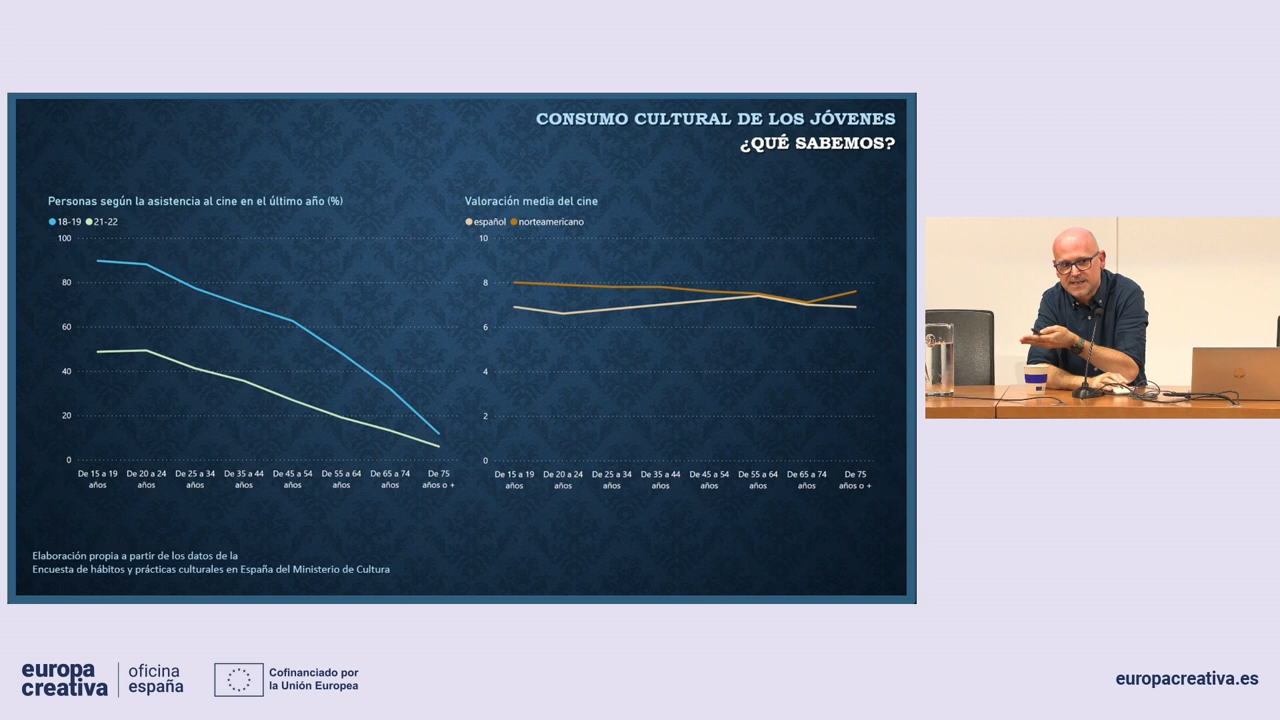 CONSUMO CULTURAL DE LOS JÓVENES
¿QUÉ SABEMOS?
Personas según la asistencia al cine en el último año (%)
18-19 21-22
100
80
60
40
20
0
De 15 a 19 años
De 20 a 24 años
De 25 a 34 años
De 35 a 44 años
De 45 a 54 años
De 55 a 64 años
De 65 a 74 años
De 75 años o +
Valoración media del cine
español norteamericano
10
8
6
4
2
0
De 15 a 19 años
De 20 a 24 años
De 25 a 34 años
De 35 a 44 años
De 45 a 54 años
De 55 a 64 años
De 65 a 74 años
De 75 años o +
Elaboración propia a partir de los datos de la
Encuesta de hábitos y prácticas culturales en España del Ministerio de Cultura
europa
creativa
oficina
españa
Cofinanciado por
la Unión Europea
europacreativa.es